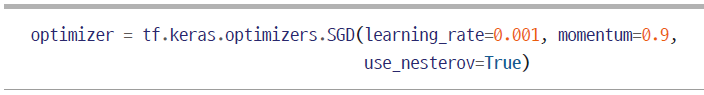 optimizer = tf.keras.optimizers.SGD(learning_rate=0.001, momentum=0.9,
use_nesterov=True)